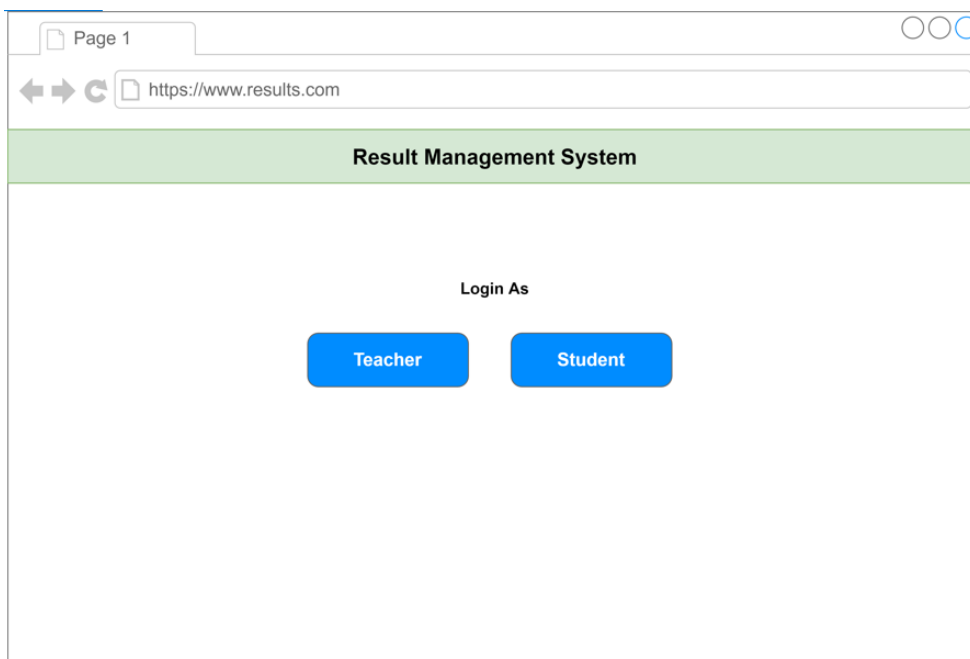 Page 1
https://www.results.com
Result Management System
Login As
Teacher Student